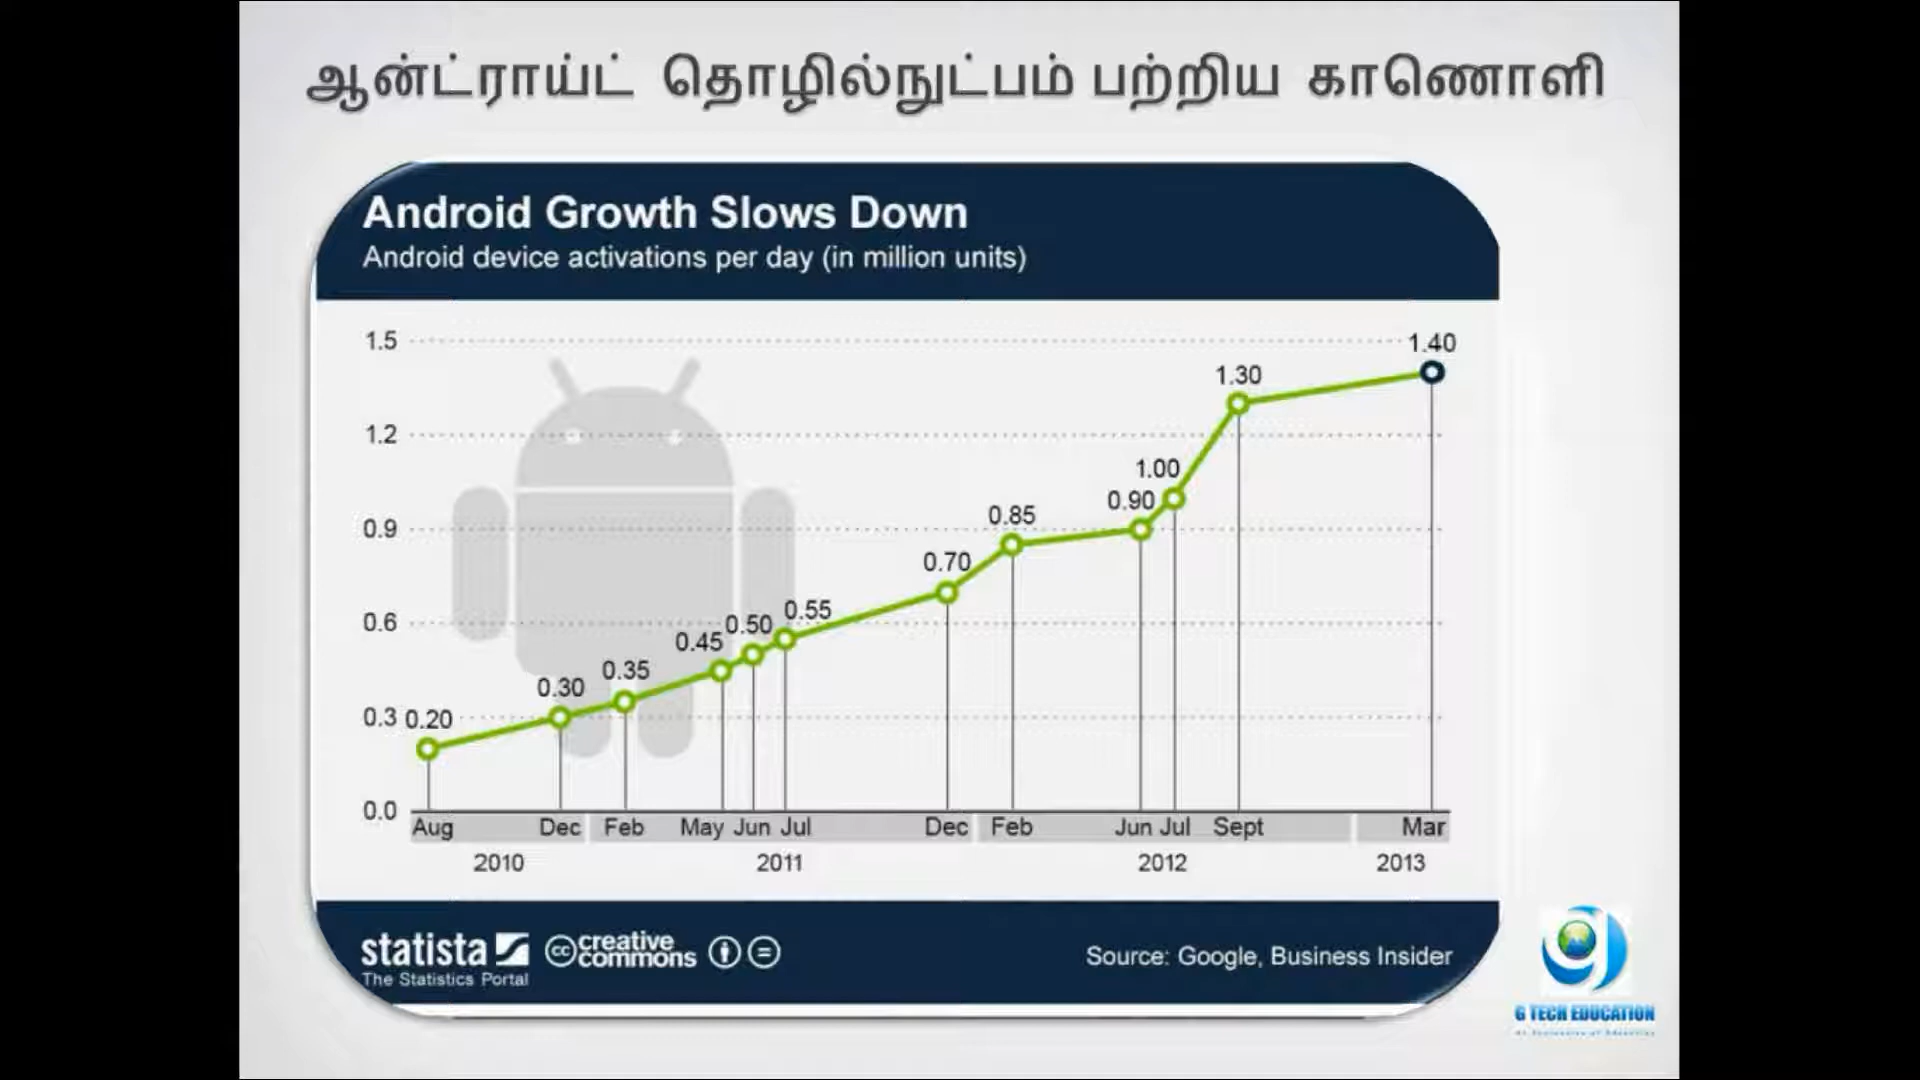 ஆன்ட்ராய்ட் தொழில்நுட்பம் பற்றிய காணொளி
Android Growth Slows Down
Android device activations per day (in million units)
1.5
1.2
0.9
0.6
0.3
0.0
0.20
0.30
0.35
0.45
0.50
0.55
0.70
0.85
0.90
1.00
1.30
1.40
Aug Dec Feb May Jun Jul Dec Feb Jun Jul Sept Mar
2010 2011 2012 2013
statista
The Statistics Portal
cc creative commons
Source: Google, Business Insider
G TECH EDUCATION